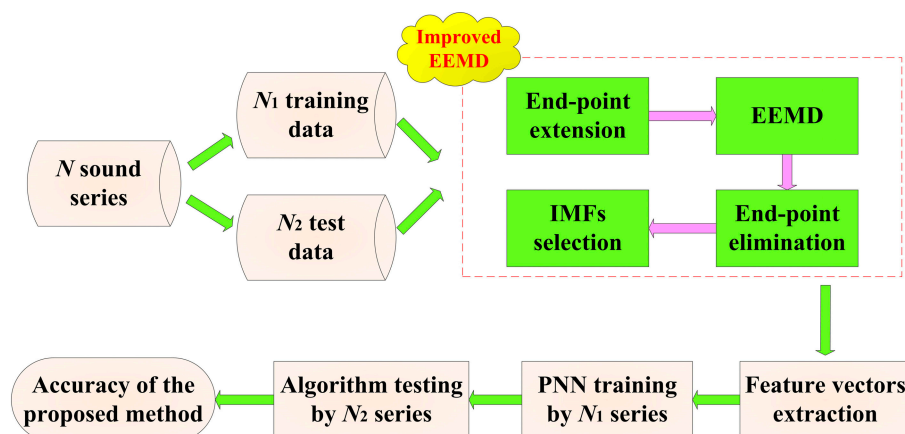 Improved
EEMD
N sound
series
N1 training
data
N2 test
data
End-point
extension
EEMD
IMFs
selection
End-point
elimination
Accuracy of the
proposed method
Algorithm testing
by N2 series
PNN training
by N1 series
Feature vectors
extraction